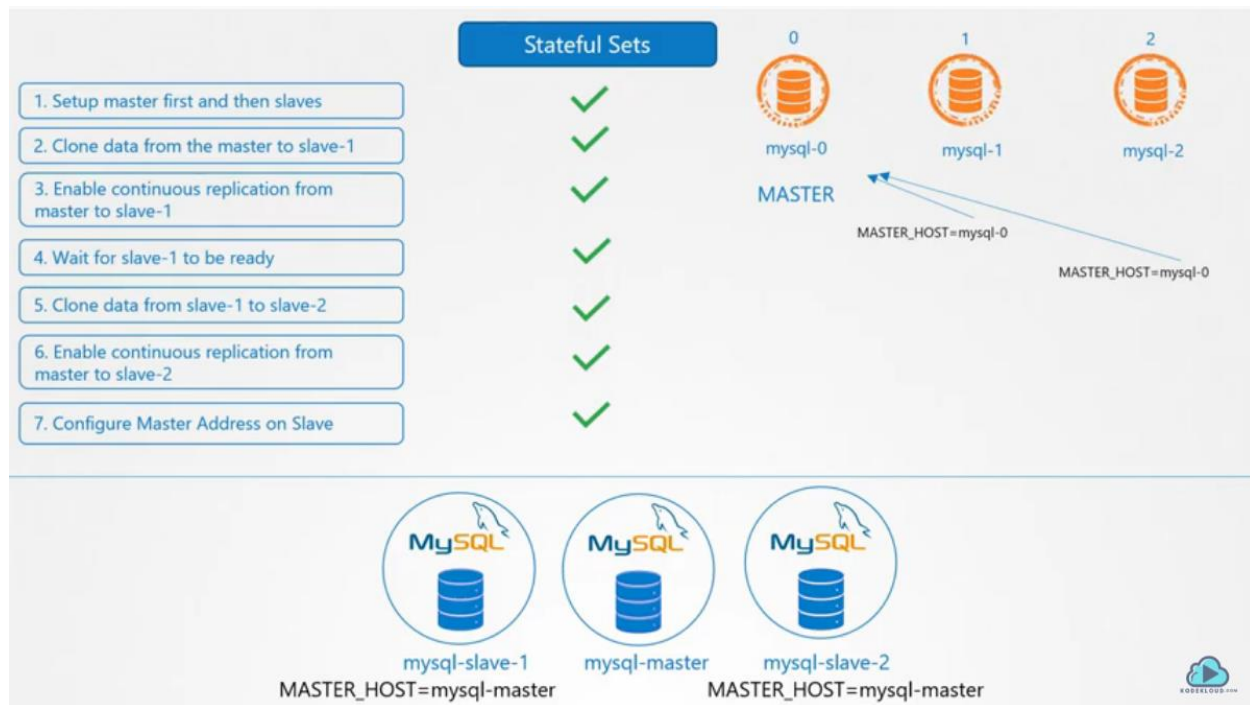 Stateful Sets
1. Setup master first and then slaves
2. Clone data from the master to slave-1
3. Enable continuous replication from
master to slave-1
4. Wait for slave-1 to be ready
5. Clone data from slave-1 to slave-2
6. Enable continuous replication from
master to slave-2
7. Configure Master Address on Slave
0
1
2
mysql-0
mysql-1
mysql-2
MASTER
MASTER_HOST=mysql-0
MASTER_HOST=mysql-0
MySQL
MySQL
MySQL
mysql-slave-1
mysql-master
mysql-slave-2
MASTER_HOST=mysql-master
MASTER_HOST=mysql-master
KODEKLOUD.COM